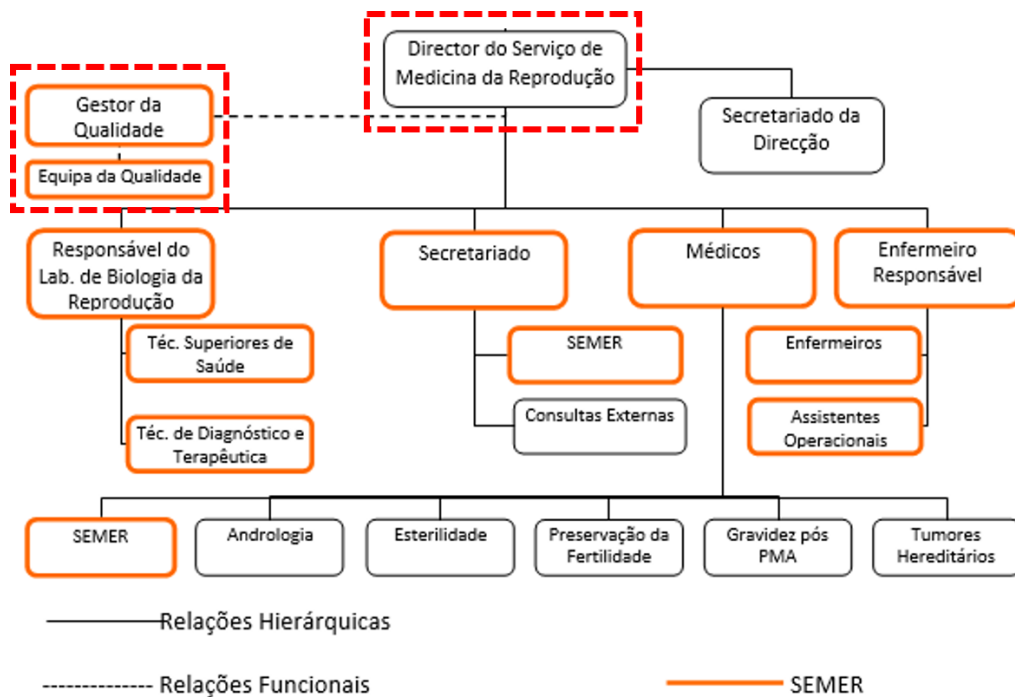 Director do Serviço de
Medicina da Reprodução
Gestor da
Qualidade
Secretariado da
Direcção
Equipa da Qualidade
Responsável do
Lab. de Biologia da
Reprodução
Secretariado
Médicos
Enfermeiro
Responsável
Téc. Superiores de
Saúde
SEMER
Enfermeiros
Consultas Externas
Assistentes
Operacionais
Téc. de Diagnóstico e
Terapêutica
SEMER
Andrologia
Esterilidade
Preservação da
Fertilidade
Gravidez pós
PMA
Tumores
Hereditários
Relações Hierárquicas
Relações Funcionais
SEMER